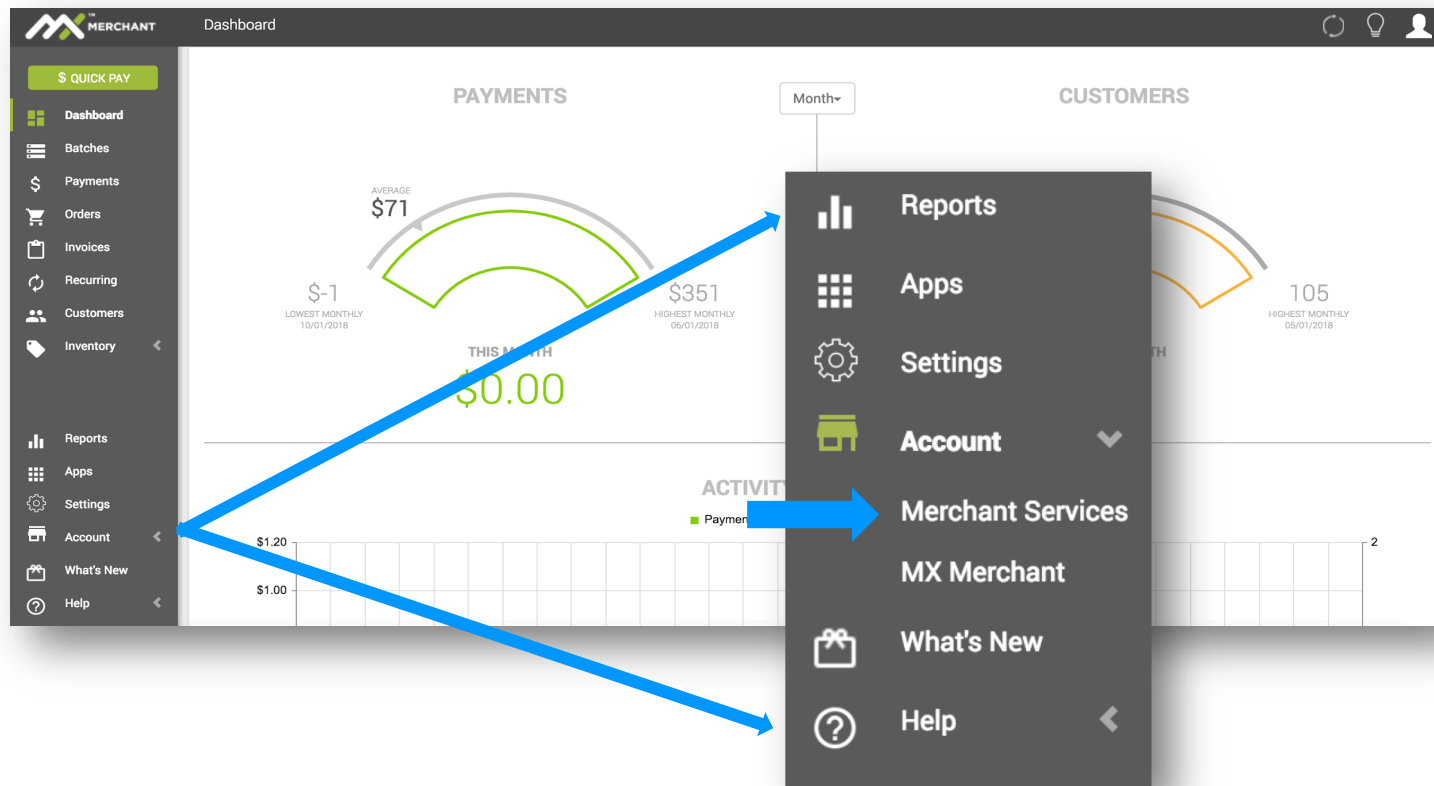 MERCHANT™
Dashboard
$ QUICK PAY
Dashboard
Batches
Payments
Orders
Invoices
Recurring
Customers
Inventory
Reports
Apps
Settings
Account
What's New
Help
PAYMENTS
Month
CUSTOMERS
AVERAGE
$71
$-1
LOWEST MONTHLY
10/01/2018
$351
HIGHEST MONTHLY
06/01/2018
THIS MONTH
$0.00
105
HIGHEST MONTHLY
05/01/2018
TH
ACTIVIT
Paymen
$1.20
$1.00
2
Reports
Apps
Settings
Account
Merchant Services
MX Merchant
What's New
Help